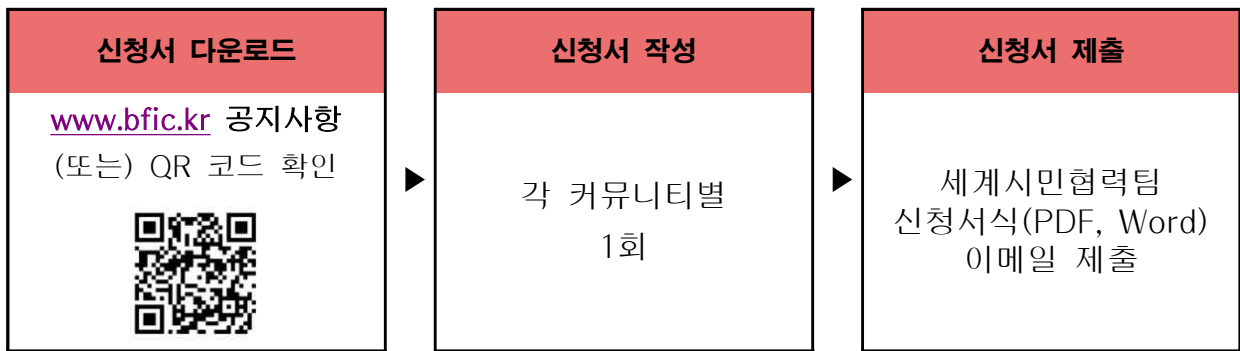 신청서 다운로드
www.bfic.kr 공지사항
(또는) QR 코드 확인
▶
신청서 작성
각 커뮤니티별
1회
▶
신청서 제출
세계시민협력팀
신청서식(PDF, Word)
이메일 제출